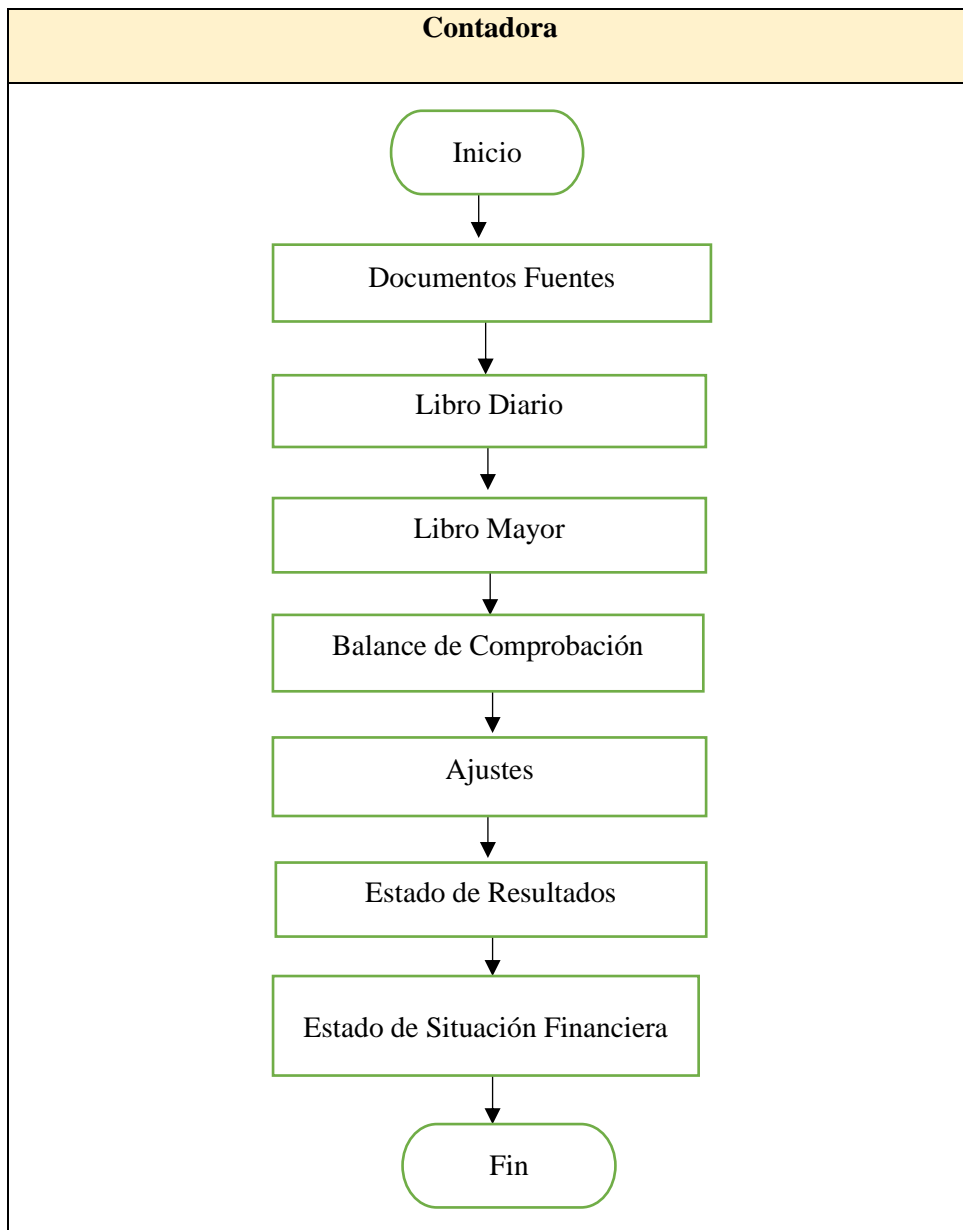 Contadora
Inicio
Documentos Fuentes
Libro Diario
Libro Mayor
Balance de Comprobación
Ajustes
Estado de Resultados
Estado de Situación Financiera
Fin